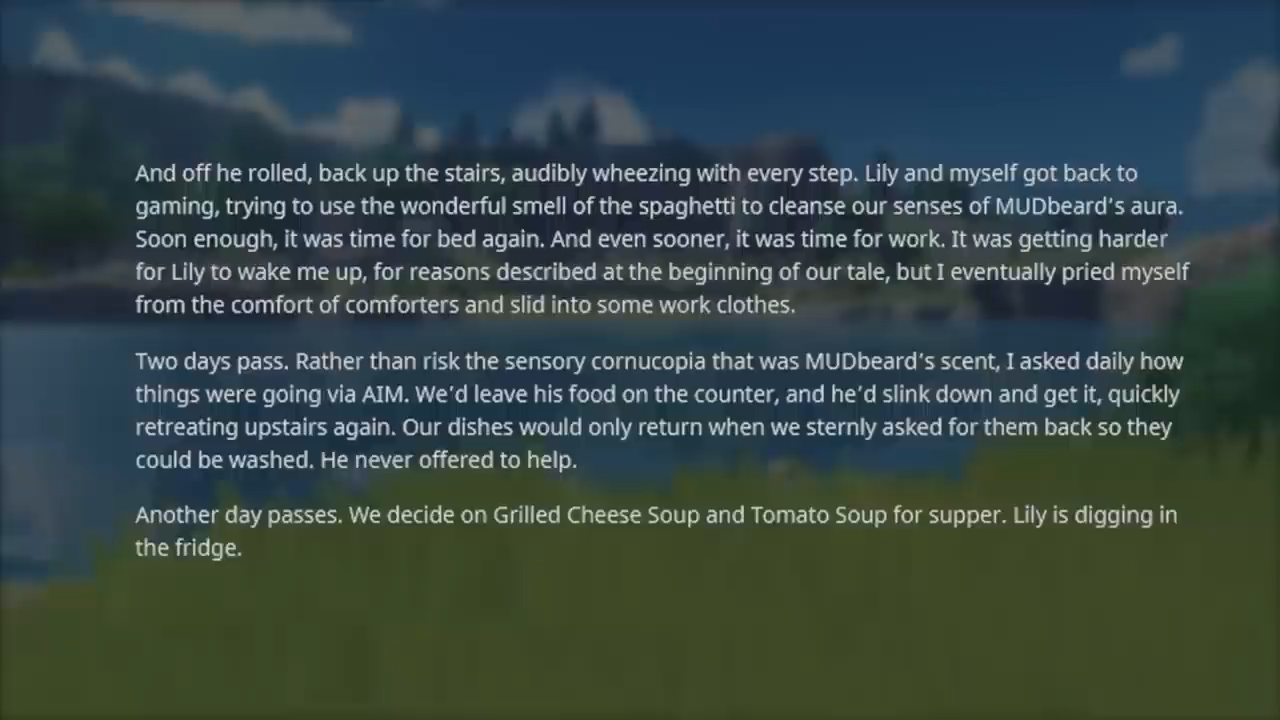 And off he rolled, back up the stairs, audibly wheezing with every step. Lily and myself got back to
gaming, trying to use the wonderful smell of the spaghetti to cleanse our senses of MUDbeard's aura.
Soon enough, it was time for bed again. And even sooner, it was time for work. It was getting harder
for Lily to wake me up, for reasons described at the beginning of our tale, but I eventually pried myself
from the comfort of comforters and slid into some work clothes.
Two days pass. Rather than risk the sensory cornucopia that was MUDbeard's scent, I asked daily how
things were going via AIM. We'd leave his food on the counter, and he'd slink down and get it, quickly
retreating upstairs again. Our dishes would only return when we sternly asked for them back so they
could be washed. He never offered to help.
Another day passes. We decide on Grilled Cheese Soup and Tomato Soup for supper. Lily is digging in
the fridge.